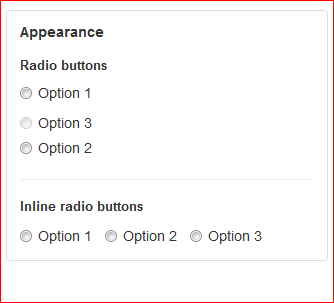 Appearance
Radio buttons
Option 1
Option 3
Option 2
Inline radio buttons
Option 1 Option 2 Option 3